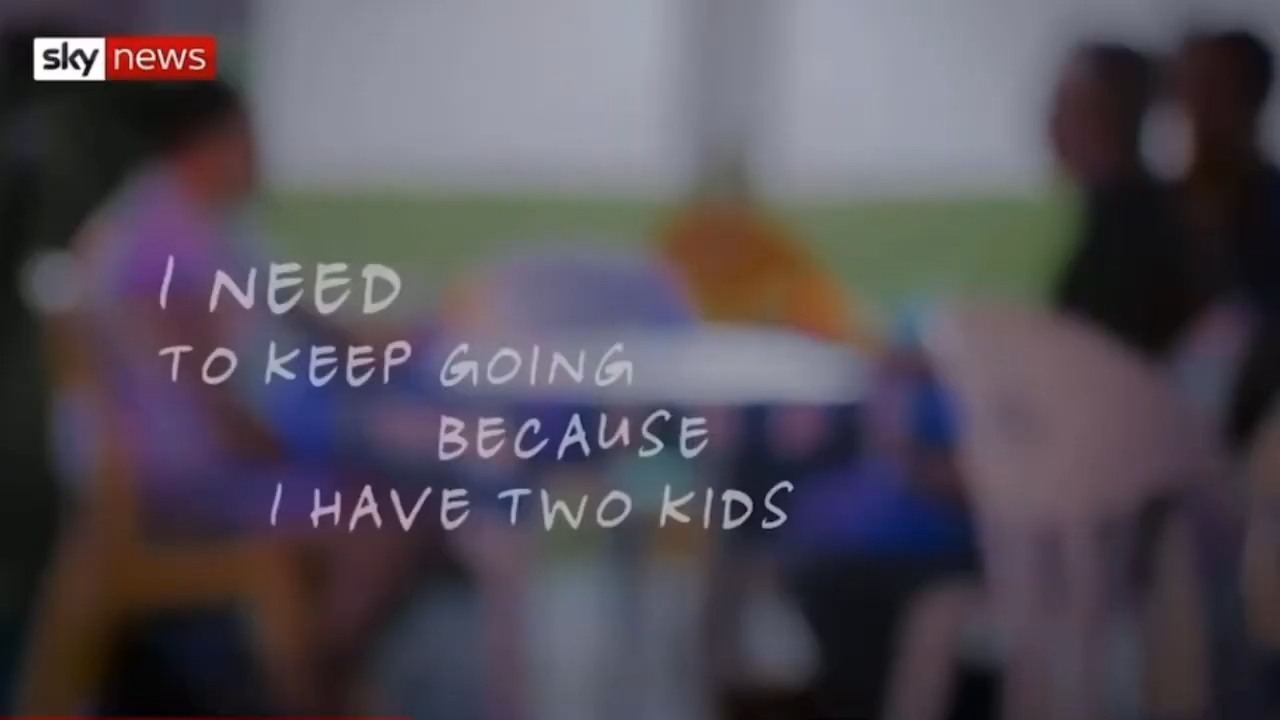 sky news
I NEED
TO KEEP GOING
BECAUSE
I HAVE TWO KIDS